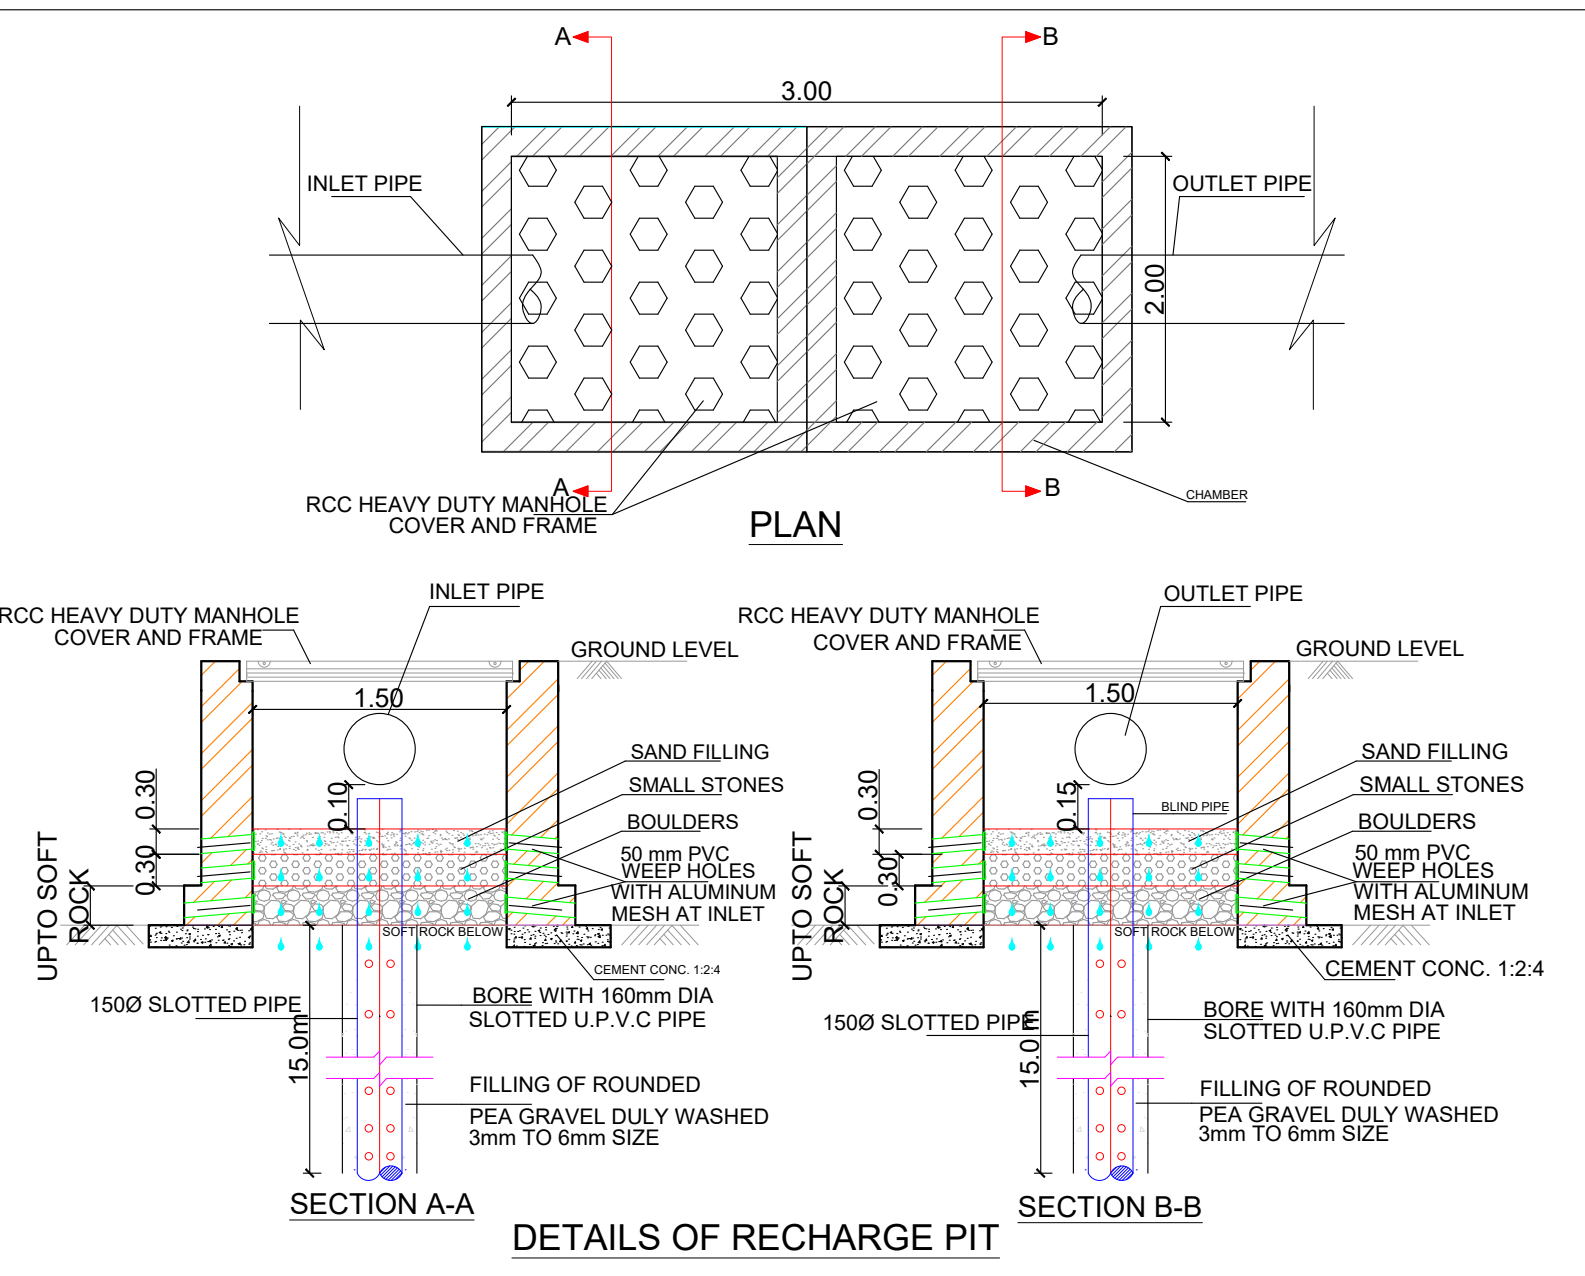 A
B
3.00
INLET PIPE
OUTLET PIPE
2.00
A
B
RCC HEAVY DUTY MANHOLE
COVER AND FRAME
CHAMBER
PLAN
INLET PIPE
RCC HEAVY DUTY MANHOLE
COVER AND FRAME
GROUND LEVEL
1.50
SAND FILLING
SMALL STONES
0.30
0.10
BOULDERS
0.30
50 mm PVC
WEEP HOLES
WITH ALUMINUM
MESH AT INLET
UPTO SOFT
ROCK
SOFT ROCK BELOW
CEMENT CONC. 1:2:4
150Ø SLOTTED PIPE
BORE WITH 160mm DIA
SLOTTED U.P.V.C PIPE
15.0m
FILLING OF ROUNDED
PEA GRAVEL DULY WASHED
3mm TO 6mm SIZE
SECTION A-A
OUTLET PIPE
RCC HEAVY DUTY MANHOLE
COVER AND FRAME
GROUND LEVEL
1.50
SAND FILLING
SMALL STONES
0.30
0.15
BLIND PIPE
BOULDERS
0.30
50 mm PVC
WEEP HOLES
WITH ALUMINUM
MESH AT INLET
UPTO SOFT
ROCK
SOFT ROCK BELOW
CEMENT CONC. 1:2:4
150Ø SLOTTED PIPE
BORE WITH 160mm DIA
SLOTTED U.P.V.C PIPE
15.0 m
FILLING OF ROUNDED
PEA GRAVEL DULY WASHED
3mm TO 6mm SIZE
SECTION B-B
DETAILS OF RECHARGE PIT